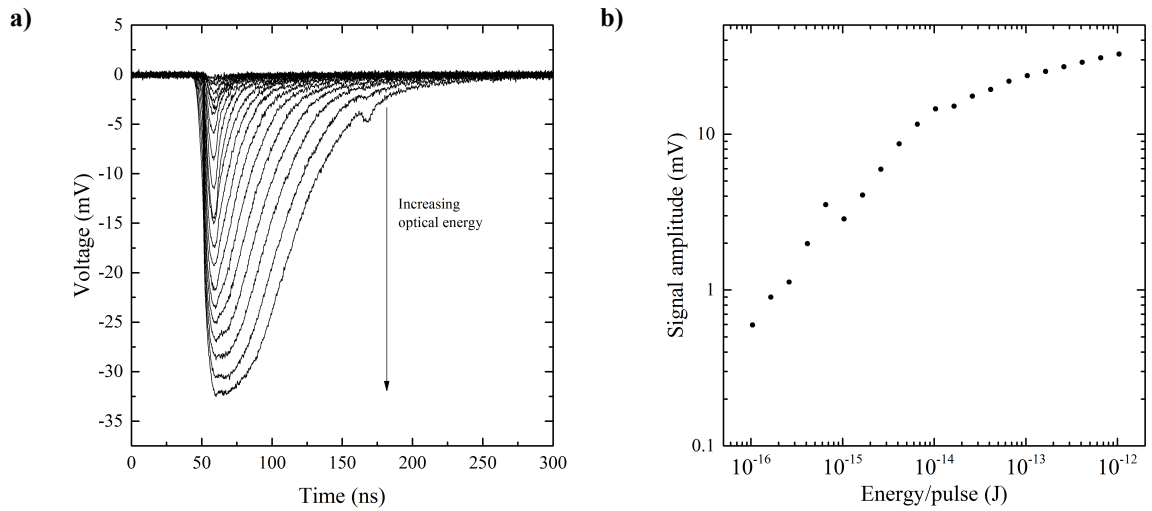 a)
5
0
-5
-10
-15
-20
-25
-30
-35
Voltage (mV)
0 50 100 150 200 250 300
Time (ns)
Increasing
optical energy
b)
10
1
0.1
Signal amplitude (mV)
10⁻¹⁶ 10⁻¹⁵ 10⁻¹⁴ 10⁻¹³ 10⁻¹²
Energy/pulse (J)